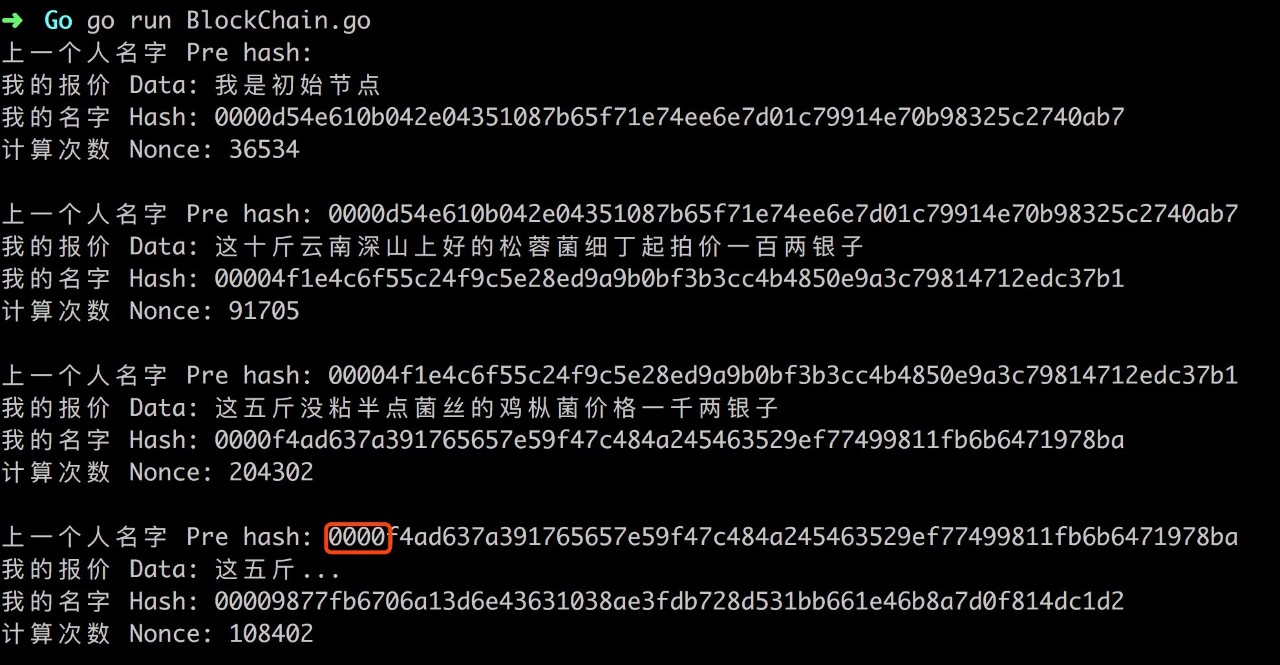 ➜ Go go run BlockChain.go
上一个人名字 Pre hash:
我的报价 Data: 我是初始节点
我的名字 Hash: 0000d54e610b042e04351087b65f71e74ee6e7d01c79914e70b98325c2740ab7
计算次数 Nonce: 36534
上一个人名字 Pre hash: 0000d54e610b042e04351087b65f71e74ee6e7d01c79914e70b98325c2740ab7
我的报价 Data: 这十斤云南深山上好的松蓉菌细丁起拍价一百两银子
我的名字 Hash: 00004f1e4c6f55c24f9c5e28ed9a9b0bf3b3cc4b4850e9a3c79814712edc37b1
计算次数 Nonce: 91705
上一个人名字 Pre hash: 00004f1e4c6f55c24f9c5e28ed9a9b0bf3b3cc4b4850e9a3c79814712edc37b1
我的报价 Data: 这五斤没粘半点菌丝的鸡枞菌价格一千两银子
我的名字 Hash: 0000f4ad637a391765657e59f47c484a245463529ef77499811fb6b6471978ba
计算次数 Nonce: 204302
上一个人名字 Pre hash: 0000f4ad637a391765657e59f47c484a245463529ef77499811fb6b6471978ba
我的报价 Data: 这五斤...
我的名字 Hash: 00009877fb6706a13d6e43631038ae3fdb728d531bb661e46b8a7d0f814dc1d2
计算次数 Nonce: 108402